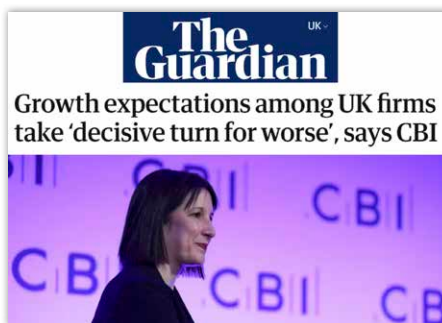 The
Guardian
UK
Growth expectations among UK firms
take ‘decisive turn for worse’, says CBI
CBI
CBI
CBI
CBI
CBI